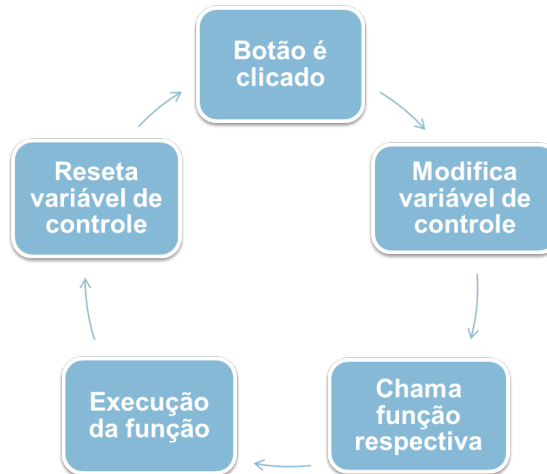 Botão é
clicado
Modifica
variável de
controle
Chama
função
respectiva
Execução
da função
Reseta
variável de
controle